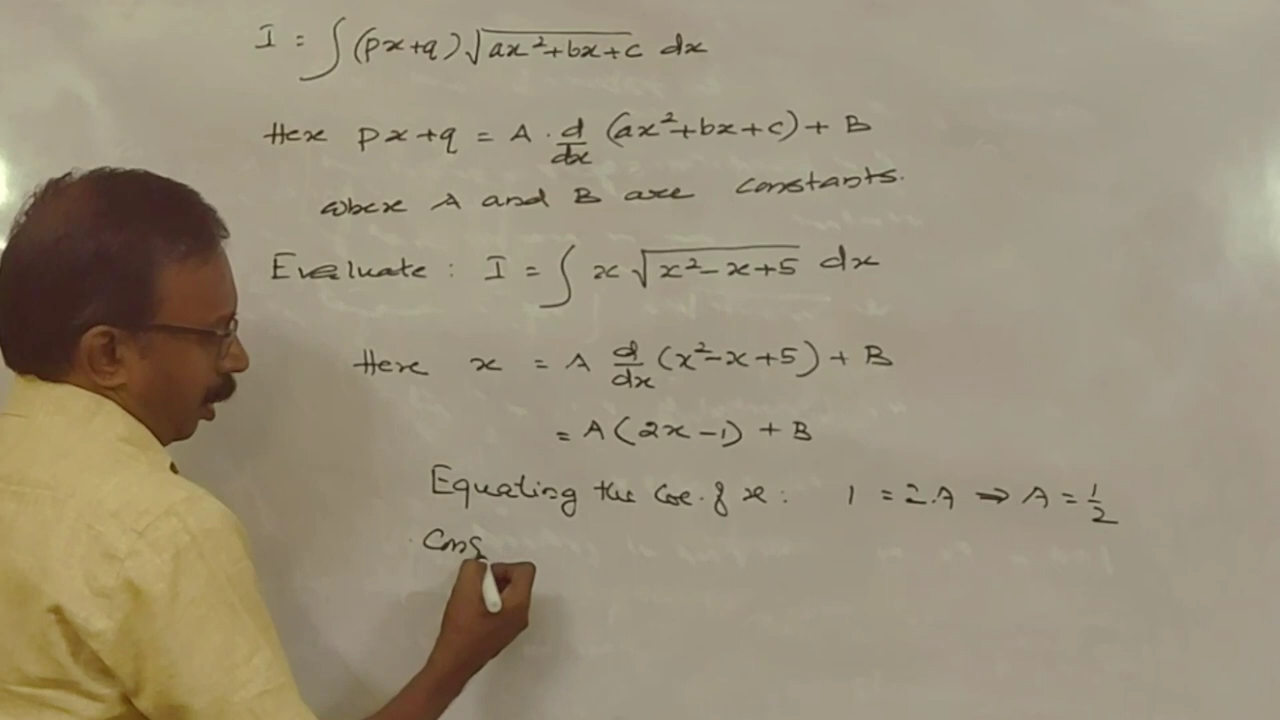 I = ∫ (px+q) √(ax²+bx+c) dx
Here px+q = A · d/dx (ax²+bx+c) + B
where A and B are constants.
Evaluate : I = ∫ x √(x²-x+5) dx
Here x = A d/dx (x²-x+5) + B
= A(2x-1) + B
Equating the coe. of x : 1 = 2A ⇒ A = 1/2
Cons